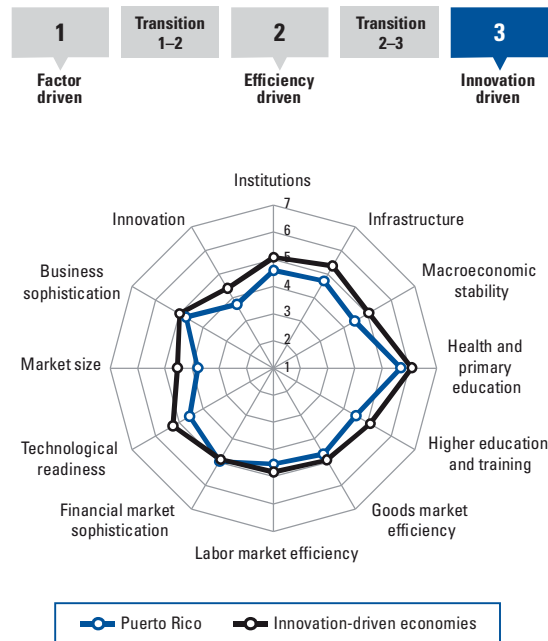 1
Transition
1–2
2
Transition
2–3
3
Factor
driven
Efficiency
driven
Innovation
driven
Institutions
7
6
5
4
3
2
1
Infrastructure
Macroeconomic
stability
Health and
primary
education
Higher education
and training
Goods market
efficiency
Labor market efficiency
Financial market
sophistication
Technological
readiness
Market size
Business
sophistication
Innovation
Puerto Rico
Innovation-driven economies